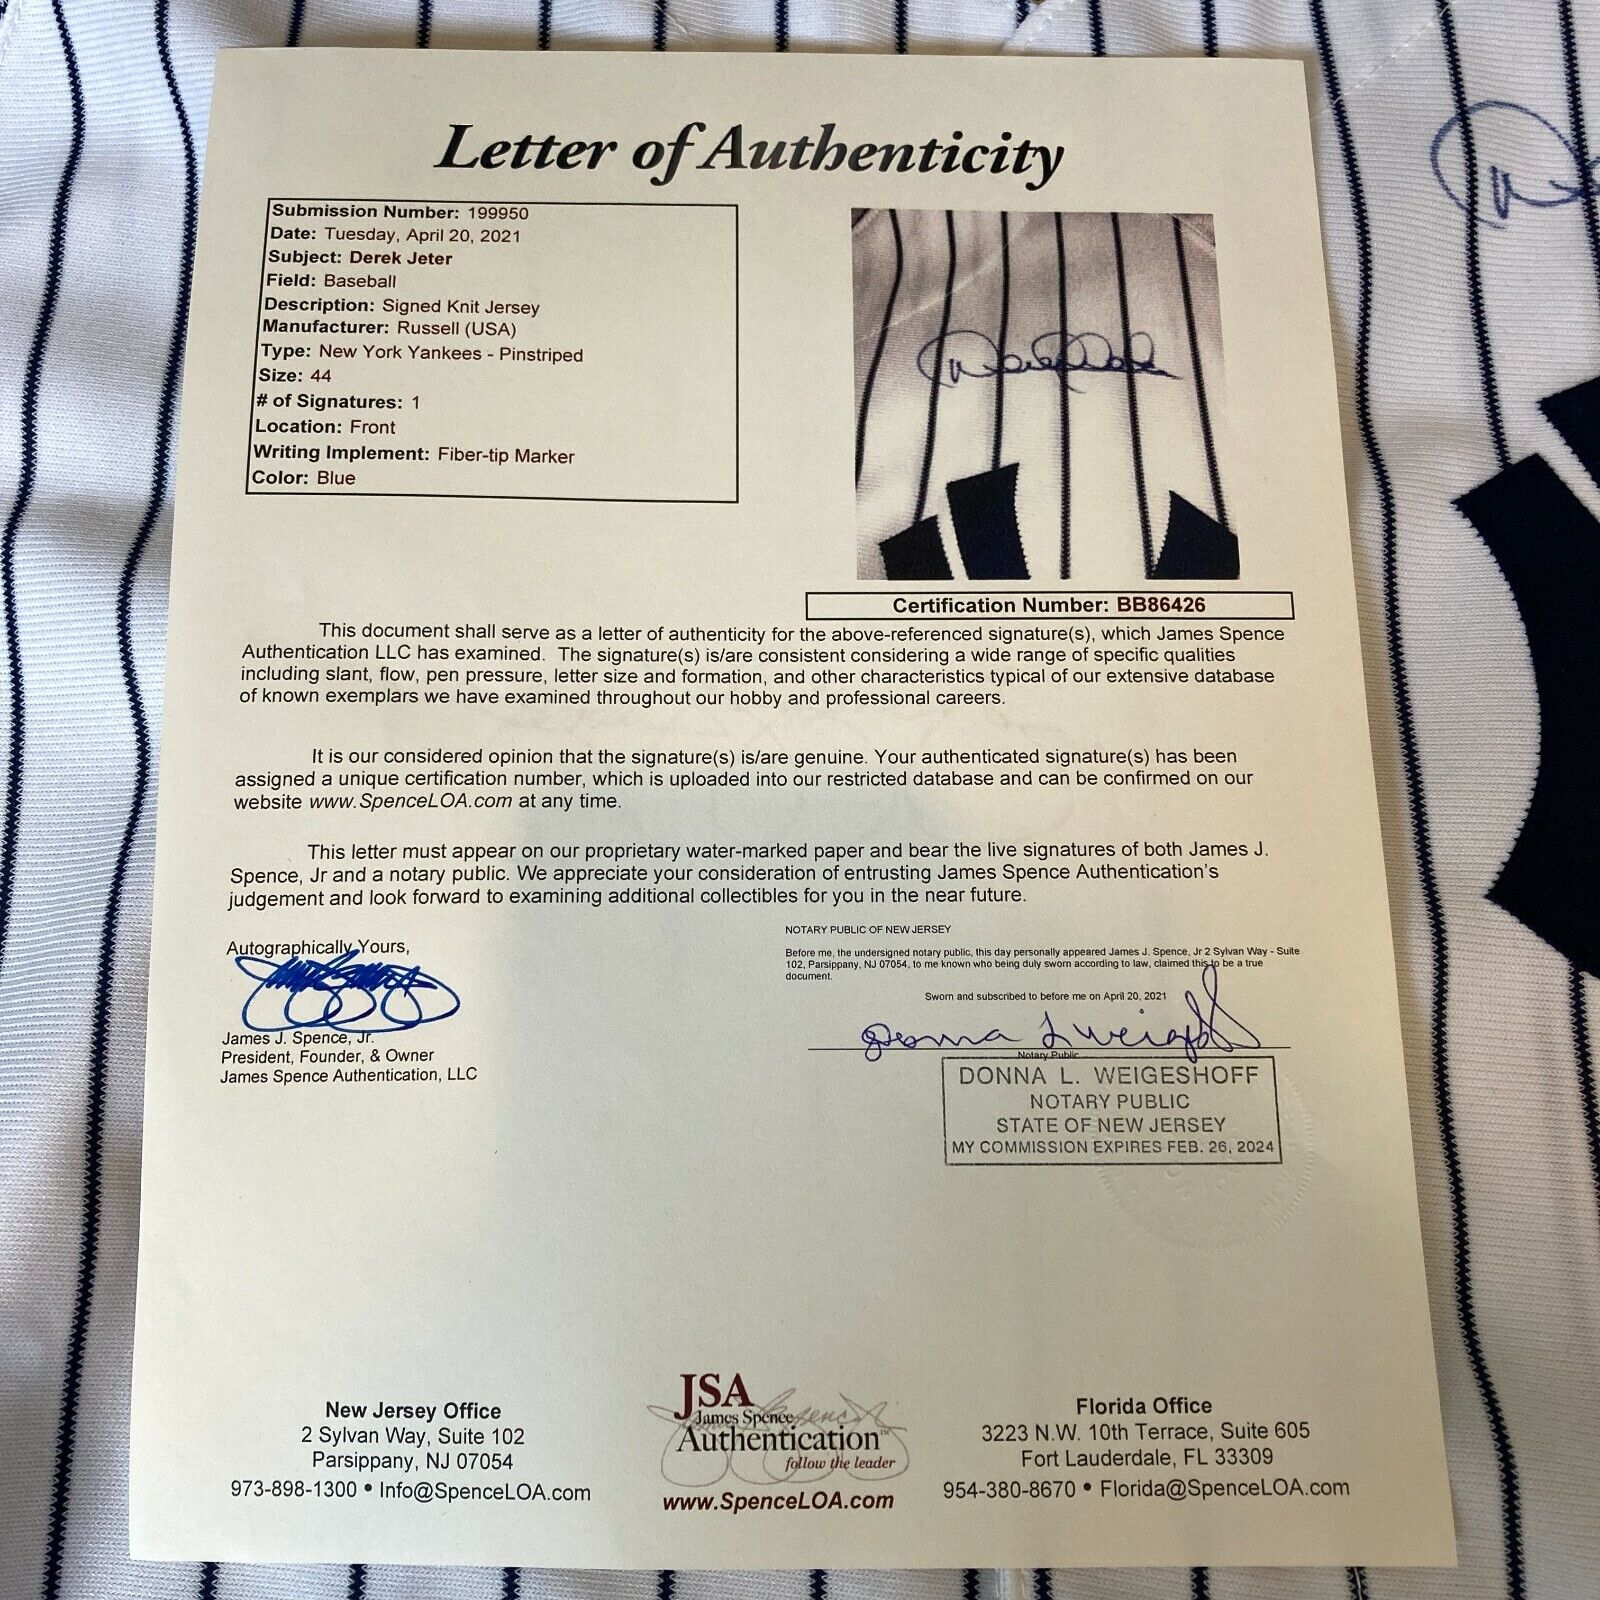 Letter of Authenticity
Submission Number: 199950
Date: Tuesday, April 20, 2021
Subject: Derek Jeter
Field: Baseball
Description: Signed Knit Jersey
Manufacturer: Russell (USA)
Type: New York Yankees - Pinstriped
Size: 44
# of Signatures: 1
Location: Front
Writing Implement: Fiber-tip Marker
Color: Blue
Certification Number: BB86426
This document shall serve as a letter of authenticity for the above-referenced signature(s), which James Spence
Authentication LLC has examined. The signature(s) is/are consistent considering a wide range of specific qualities
including slant, flow, pen pressure, letter size and formation, and other characteristics typical of our extensive database
of known exemplars we have examined throughout our hobby and professional careers.
It is our considered opinion that the signature(s) is/are genuine. Your authenticated signature(s) has been
assigned a unique certification number, which is uploaded into our restricted database and can be confirmed on our
website www.SpenceLOA.com at any time.
This letter must appear on our proprietary water-marked paper and bear the live signatures of both James J.
Spence, Jr and a notary public. We appreciate your consideration of entrusting James Spence Authentication's
judgement and look forward to examining additional collectibles for you in the near future.
Autographically Yours,
James J. Spence, Jr.
President, Founder, & Owner
James Spence Authentication, LLC
NOTARY PUBLIC OF NEW JERSEY
Before me, the undersigned notary public, this day personally appeared James J. Spence, Jr 2 Sylvan Way - Suite
102, Parsippany, NJ 07054, to me known who being duly sworn according to law, claimed this to be a true
document.
Sworn and subscribed to before me on April 20, 2021
Donna L Weigeshoff
Notary Public
DONNA L. WEIGESHOFF
NOTARY PUBLIC
STATE OF NEW JERSEY
MY COMMISSION EXPIRES FEB. 26, 2024
New Jersey Office
2 Sylvan Way, Suite 102
Parsippany, NJ 07054
973-898-1300 • Info@SpenceLOA.com
JSA
James Spence
Authentication™
follow the leader
www.SpenceLOA.com
Florida Office
3223 N.W. 10th Terrace, Suite 605
Fort Lauderdale, FL 33309
954-380-8670 • Florida@SpenceLOA.com